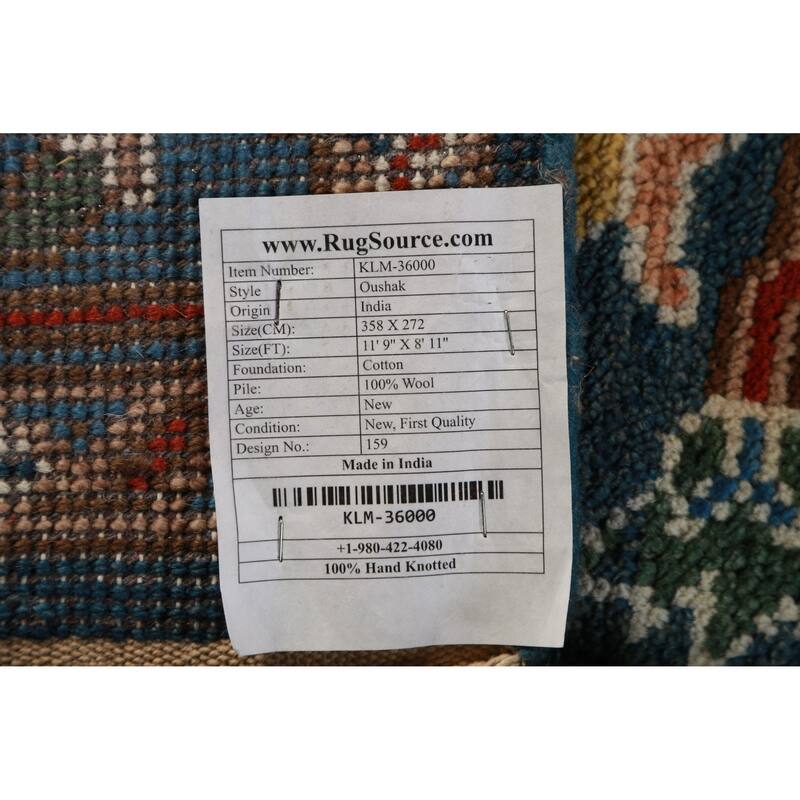 www.RugSource.com
Item Number: KLM-36000
Style Oushak
Origin India
Size(CM): 358 X 272
Size(FT): 11' 9" X 8' 11"
Foundation: Cotton
Pile: 100% Wool
Age: New
Condition: New, First Quality
Design No.: 159
Made in India
KLM-36000
+1-980-422-4080
100% Hand Knotted